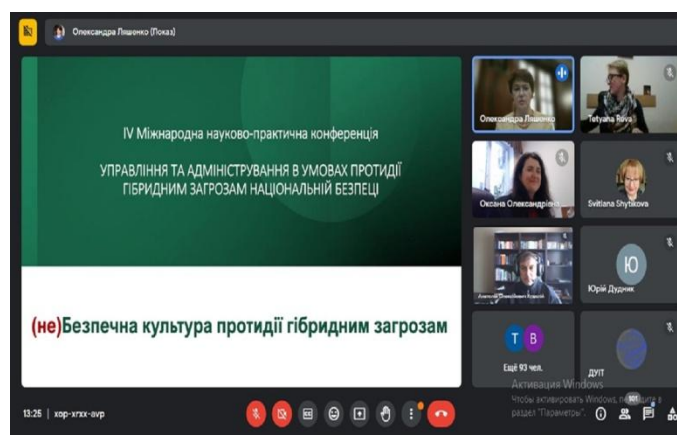 Олександра Ляшенко (Показ)
IV Міжнародна науково-практична конференція
УПРАВЛІННЯ ТА АДМІНІСТРУВАННЯ В УМОВАХ ПРОТИДІЇ
ГІБРИДНИМ ЗАГРОЗАМ НАЦІОНАЛЬНІЙ БЕЗПЕЦІ
(не)Безпечна культура протидії гібридним загрозам
Олександра Ляшенко
Tetyana Rova
Оксана Олександрівна
Svitlana Shytikova
Ю
Юрій Дудник
Т В
Ещё 93 чел.
ДУІТ
Активация Windows
Чтобы активировать Windows, перейдите в
раздел "Параметры".
101
13:25 | xop-xrxx-avp